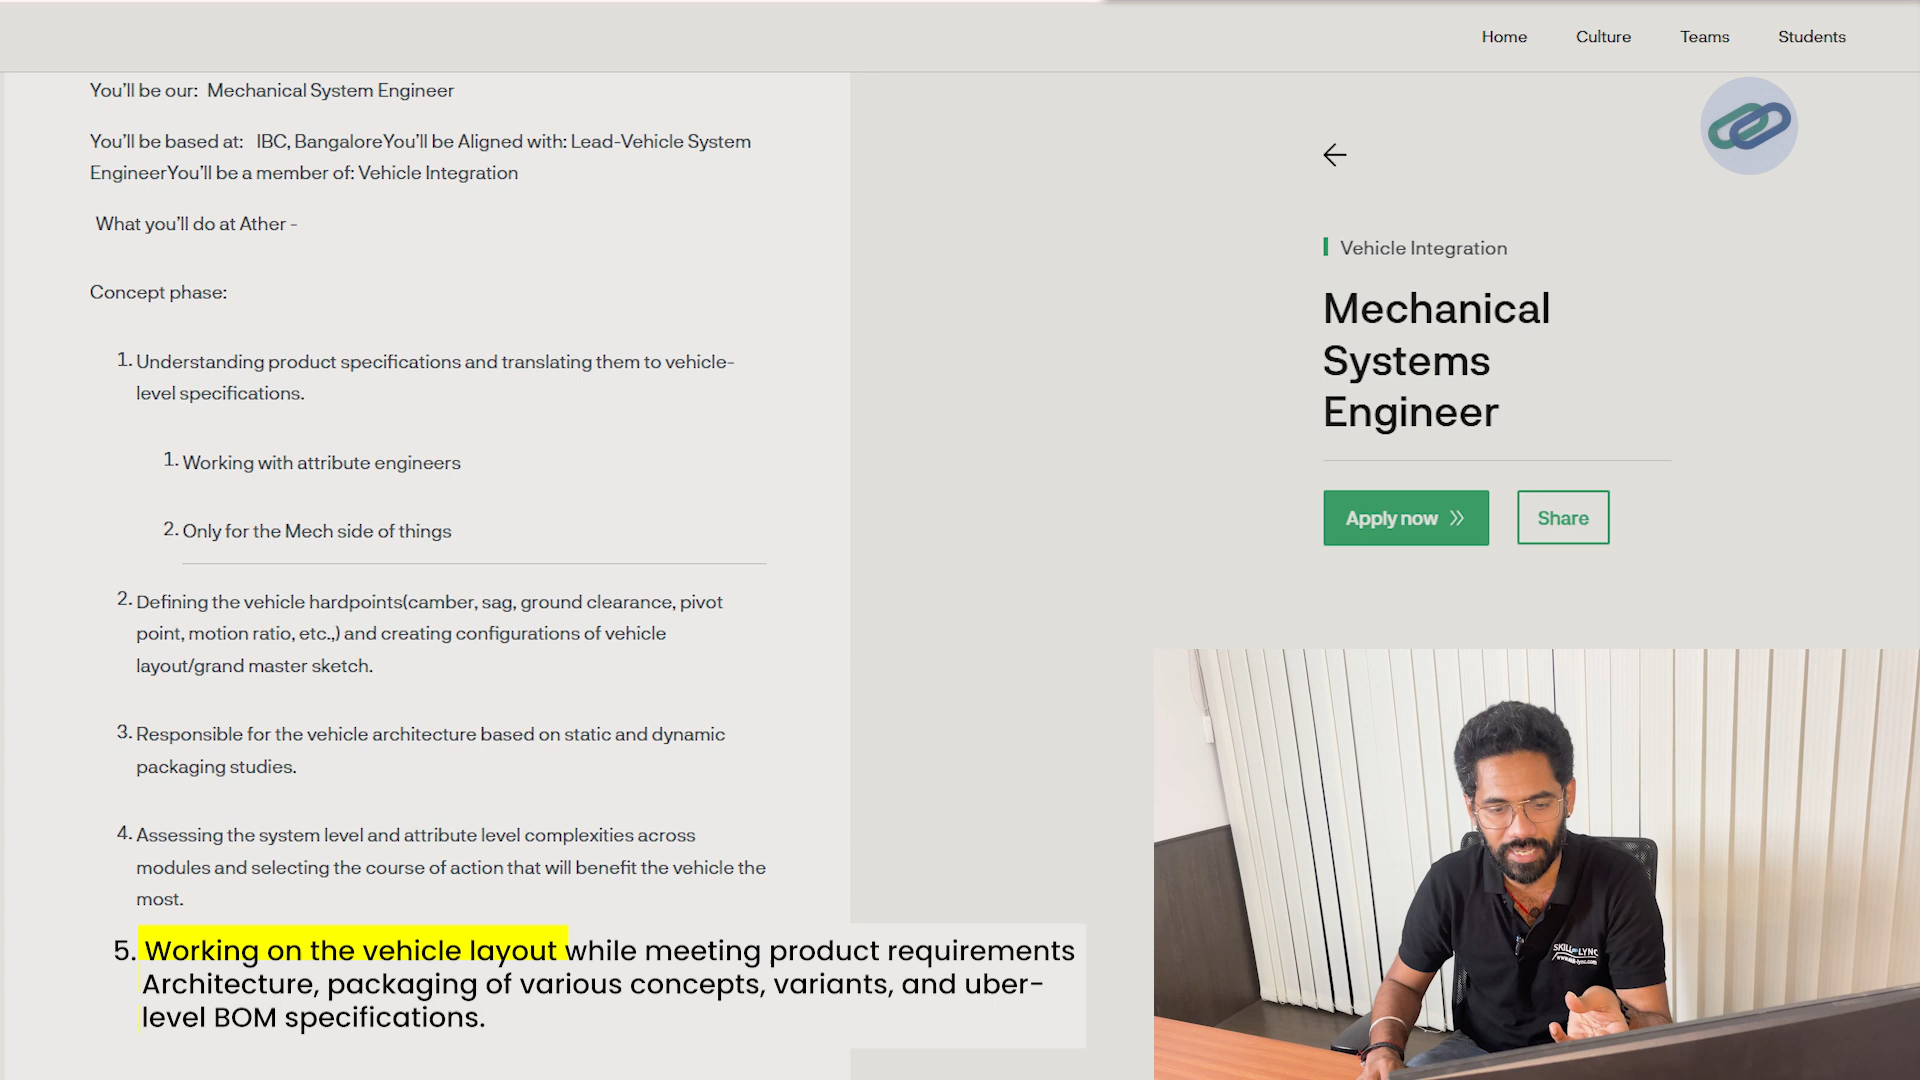 Home Culture Teams Students
You'll be our: Mechanical System Engineer
You'll be based at: IBC, BangaloreYou'll be Aligned with: Lead-Vehicle System
EngineerYou'll be a member of: Vehicle Integration
What you'll do at Ather -
Concept phase:
1. Understanding product specifications and translating them to vehicle-
level specifications.
1. Working with attribute engineers
2. Only for the Mech side of things
2. Defining the vehicle hardpoints(camber, sag, ground clearance, pivot
point, motion ratio, etc.,) and creating configurations of vehicle
layout/grand master sketch.
3. Responsible for the vehicle architecture based on static and dynamic
packaging studies.
4. Assessing the system level and attribute level complexities across
modules and selecting the course of action that will benefit the vehicle the
most.
5. Working on the vehicle layout while meeting product requirements
Architecture, packaging of various concepts, variants, and uber-
level BOM specifications.
Vehicle Integration
Mechanical
Systems
Engineer
Apply now
Share
SKILL LYNC